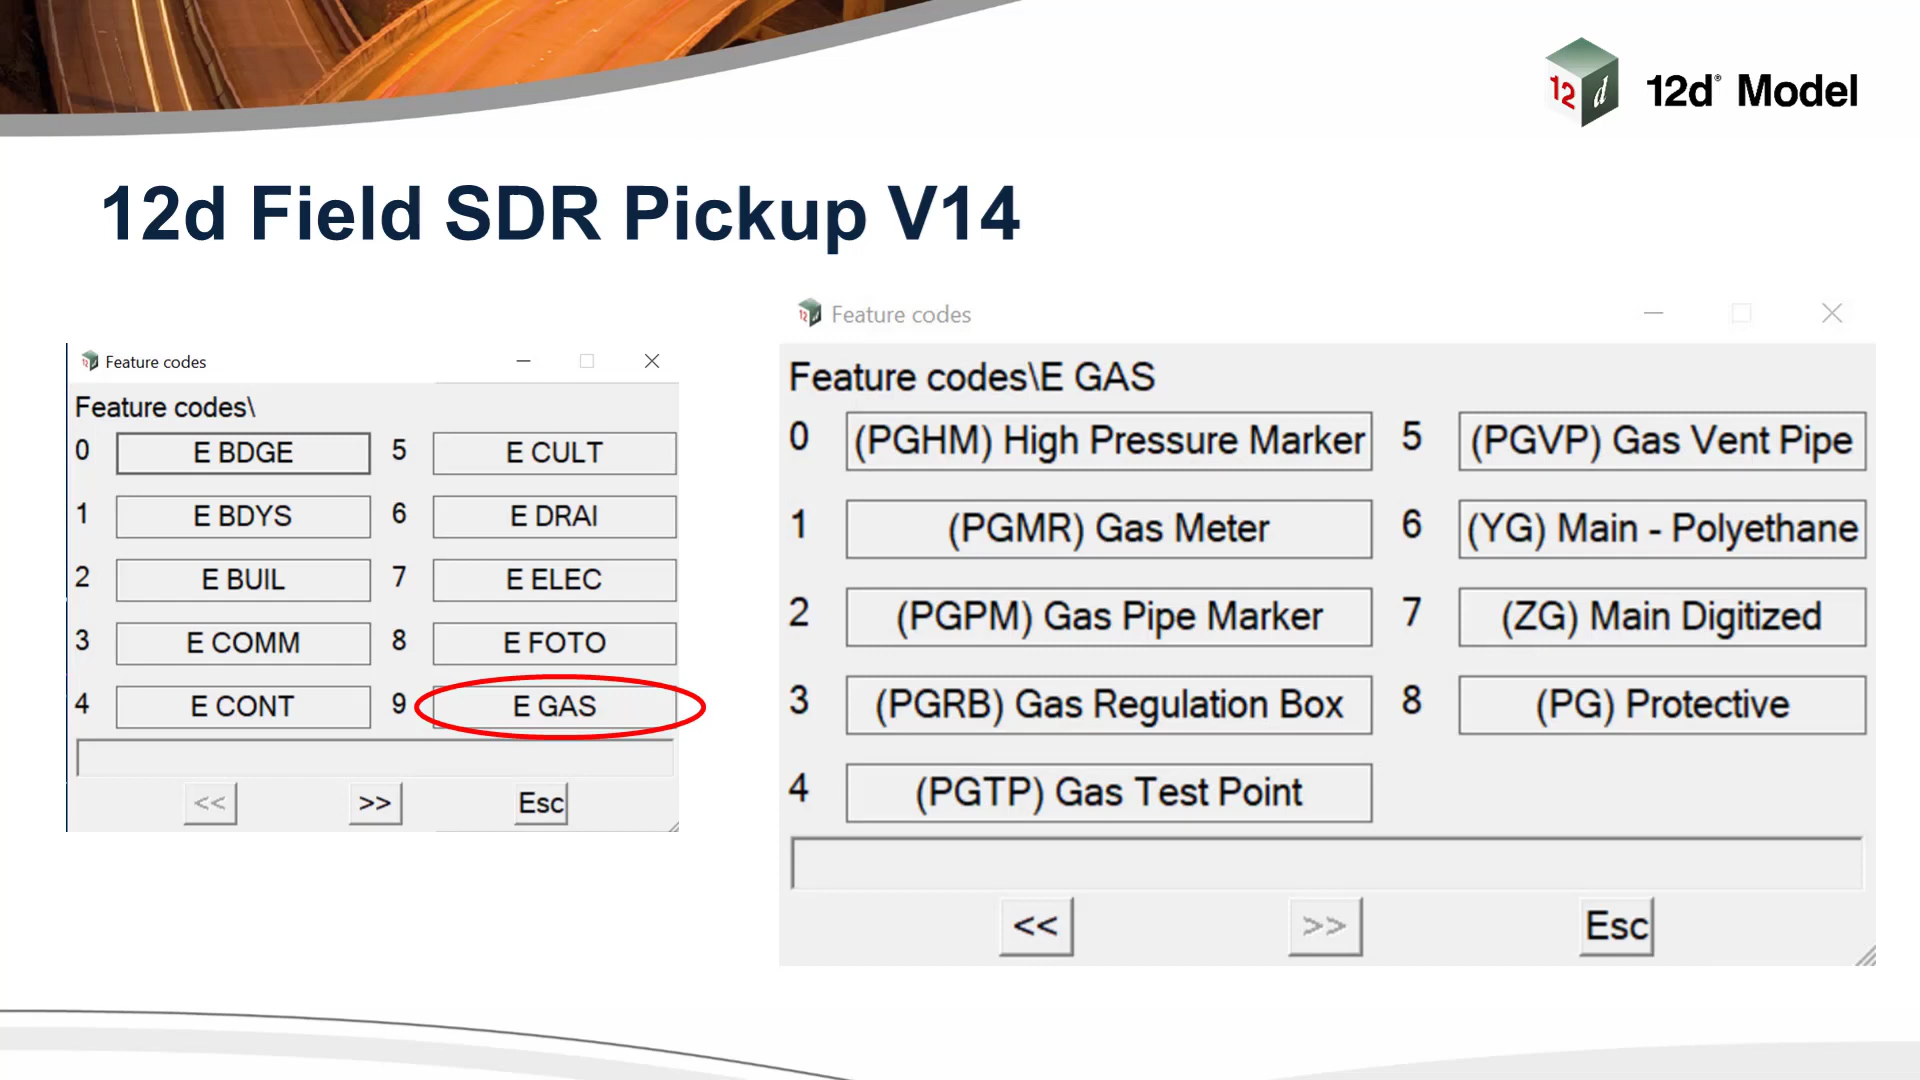 12d® Model
12d Field SDR Pickup V14
Feature codes
Feature codes\
0 E BDGE 5 E CULT
1 E BDYS 6 E DRAI
2 E BUIL 7 E ELEC
3 E COMM 8 E FOTO
4 E CONT 9 E GAS
<< >> Esc
Feature codes
Feature codes\E GAS
0 (PGHM) High Pressure Marker 5 (PGVP) Gas Vent Pipe
1 (PGMR) Gas Meter 6 (YG) Main - Polyethane
2 (PGPM) Gas Pipe Marker 7 (ZG) Main Digitized
3 (PGRB) Gas Regulation Box 8 (PG) Protective
4 (PGTP) Gas Test Point
<< >> Esc